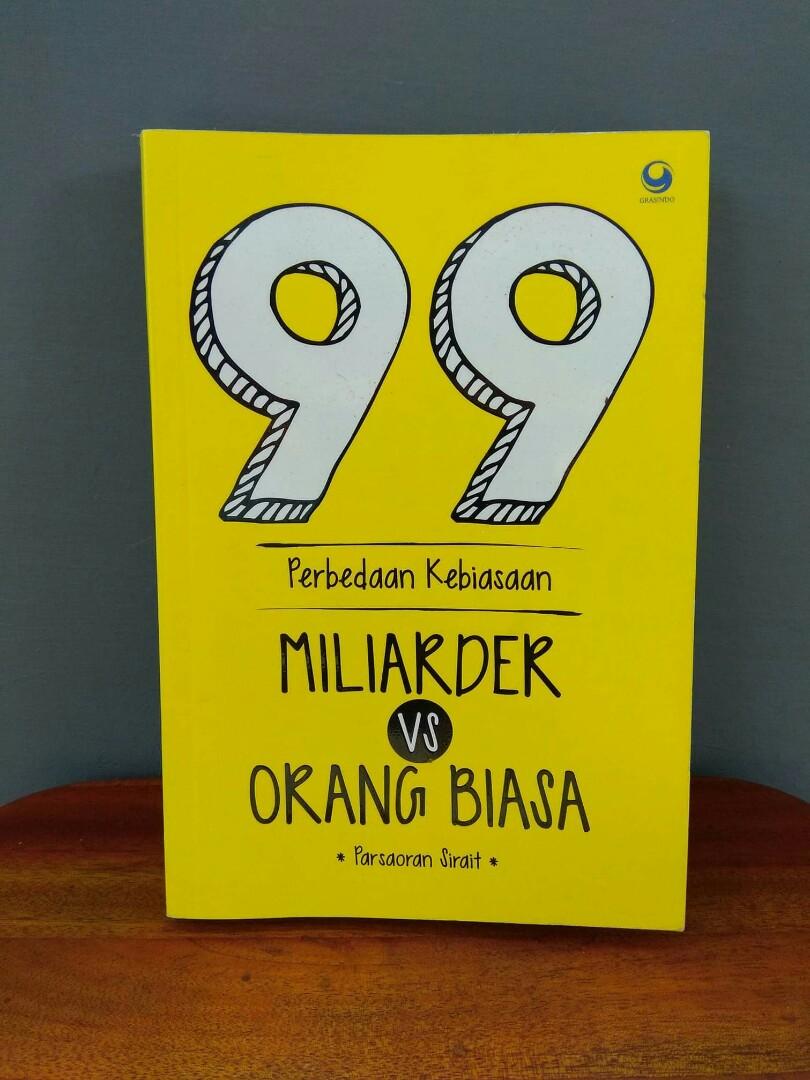 GRASINDO
99
Perbedaan Kebiasaan
MILIARDER
VS
ORANG BIASA
* Parsaoran Sirait *